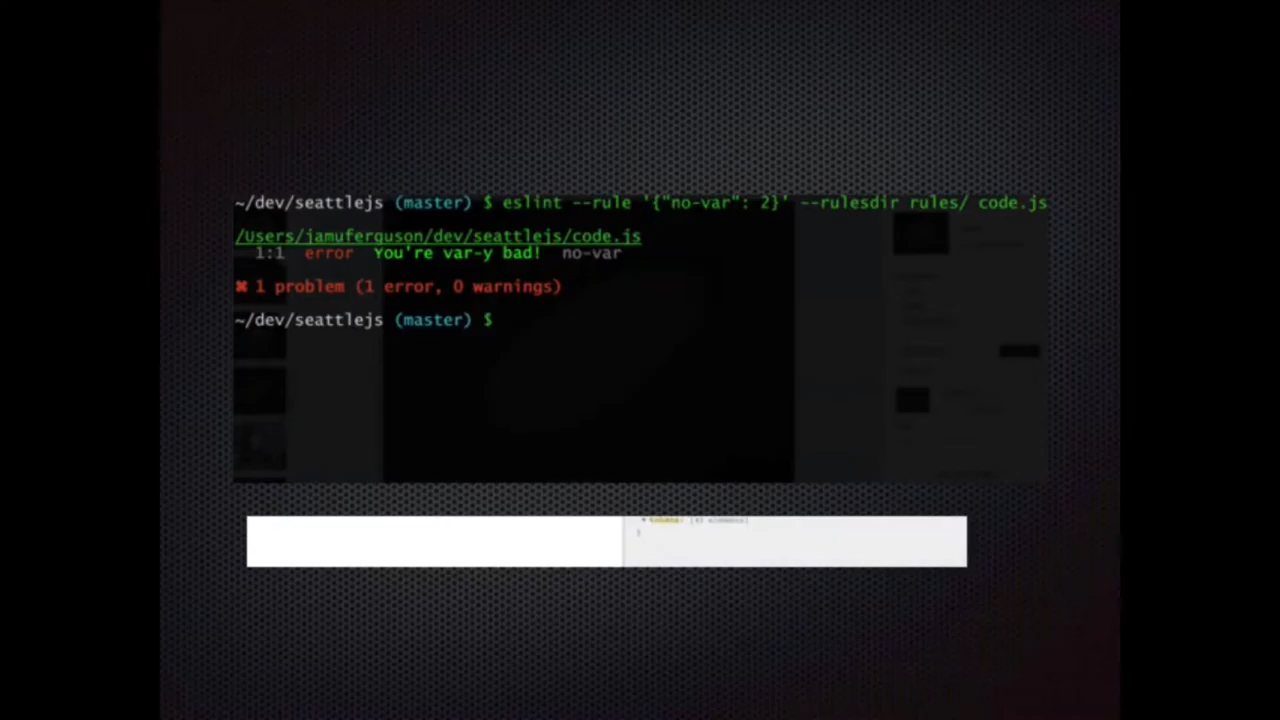 ~/dev/seattlejs (master) $ eslint --rule '{"no-var": 2}' --rulesdir rules/ code.js
/Users/jamuferguson/dev/seattlejs/code.js
1:1 error You're var-y bad! no-var
✖ 1 problem (1 error, 0 warnings)
~/dev/seattlejs (master) $
}